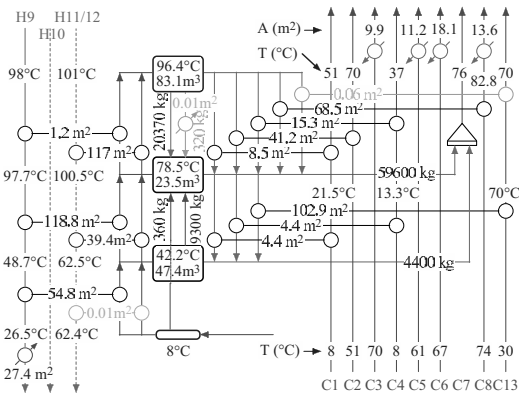 H9 H11/12
H10
A (m²) 9.9 11.2 18.1 13.6
T (°C)
98°C 101°C 96.4°C 51 70 37 76 70
83.1m³ 82.8
0.01m² 0.06 m²
20370 kg 320 kg 68.5 m²
15.3 m²
1.2 m² 41.2 m²
117 m² 8.5 m²
97.7°C 100.5°C 78.5°C 59600 kg
23.5m³
21.5°C 13.3°C 70°C
360 kg 9300 kg 102.9 m²
118.8 m² 4.4 m²
39.4m² 4.4 m²
48.7°C 62.5°C 42.2°C 4400 kg
47.4m³
54.8 m²
0.01m²
26.5°C 62.4°C
8°C T (°C) 8 51 70 8 61 67 74 30
27.4 m²
C1 C2 C3 C4 C5 C6 C7 C8 C13